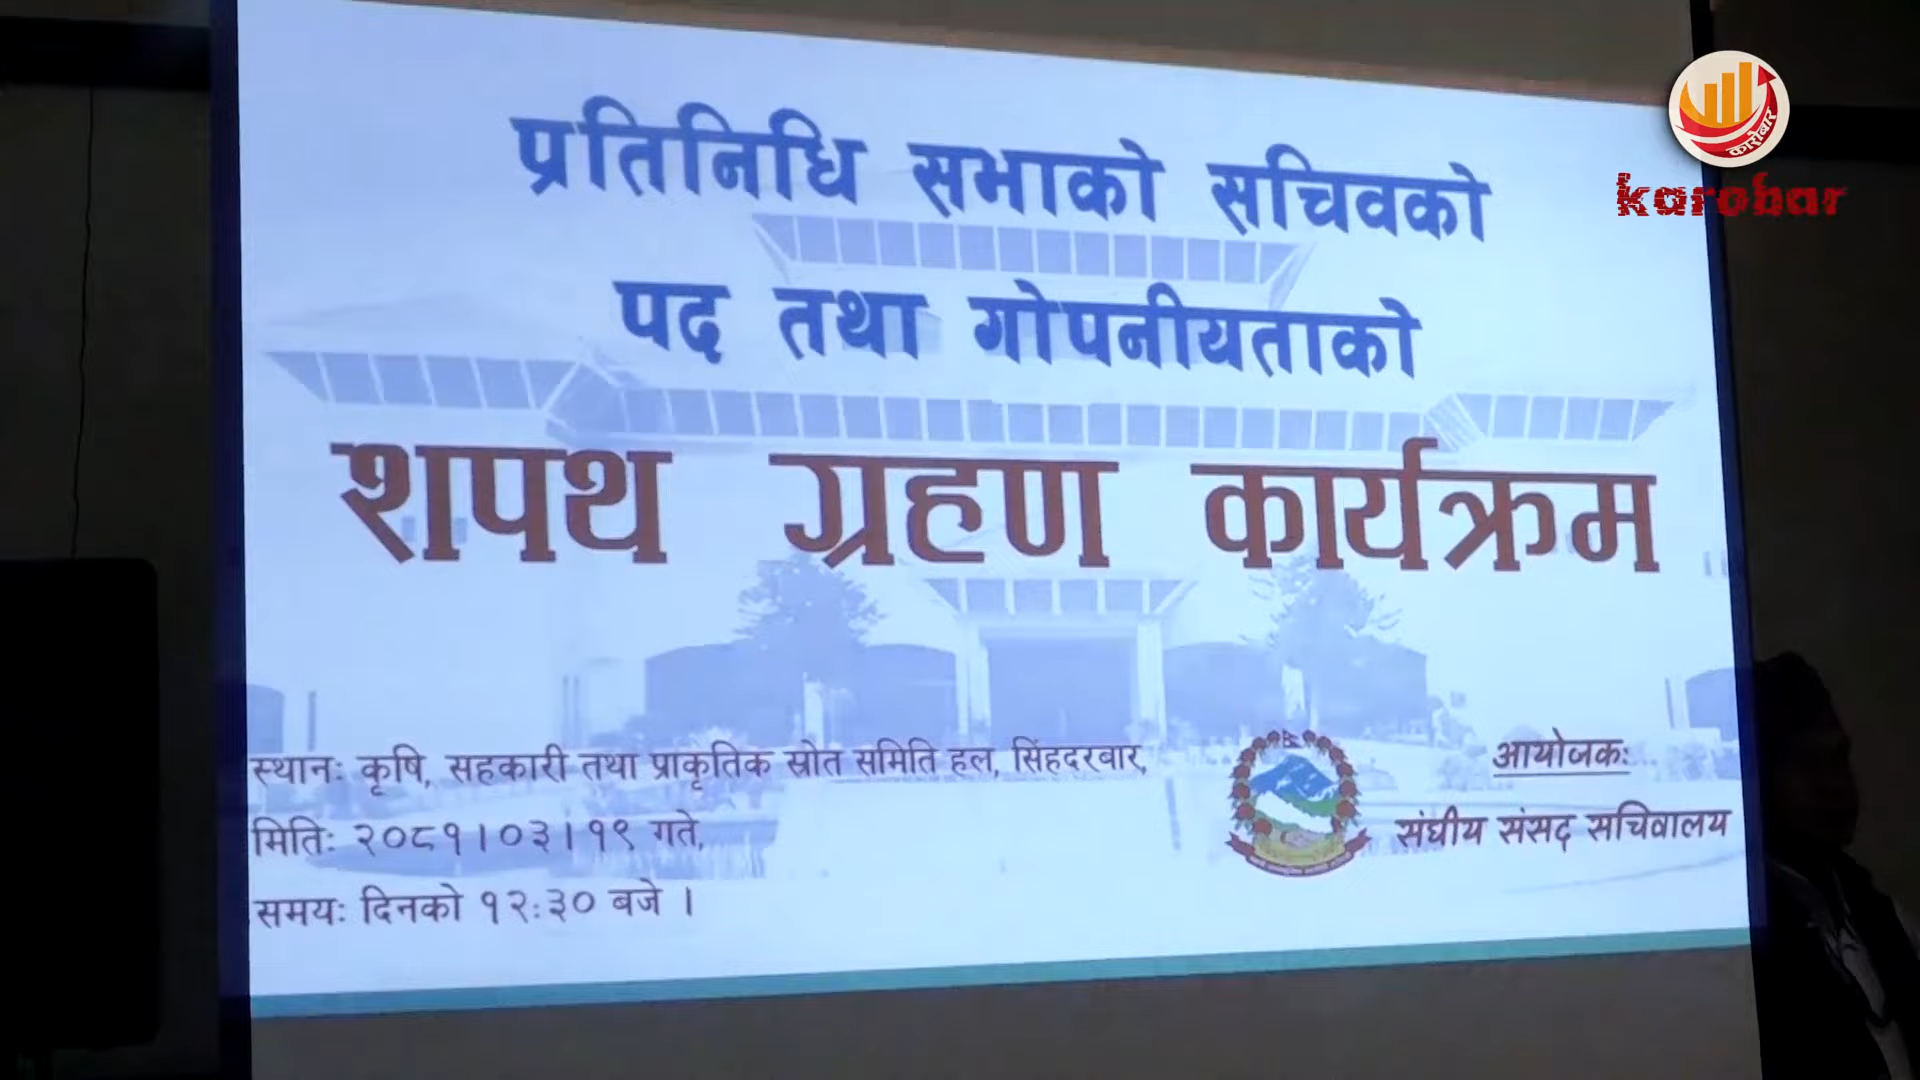 कारोबार
karobar
प्रतिनिधि सभाको सचिवको
पद तथा गोपनीयताको
शपथ ग्रहण कार्यक्रम
स्थानः कृषि, सहकारी तथा प्राकृतिक स्रोत समिति हल, सिंहदरबार,
मितिः २०८१।०३।१९ गते,
समयः दिनको १२:३० बजे ।
आयोजकः
संघीय संसद सचिवालय